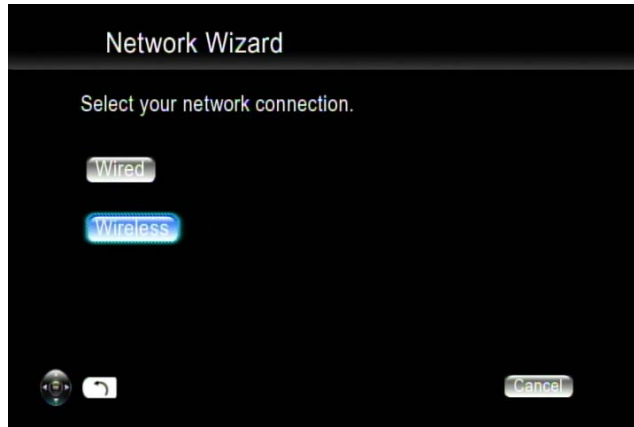 Network Wizard
Select your network connection.
Wired
Wireless
Cancel